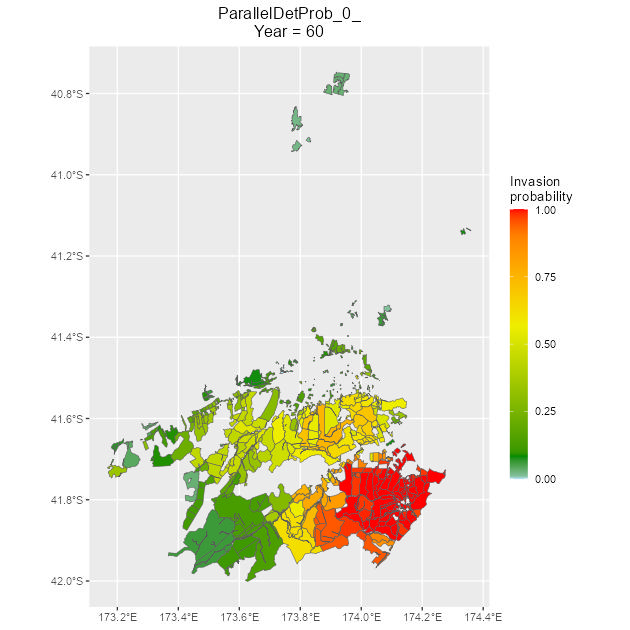 ParallelDetProb_0_
Year = 60
40.8°S
41.0°S
41.2°S
41.4°S
41.6°S
41.8°S
42.0°S
173.2°E 173.4°E 173.6°E 173.8°E 174.0°E 174.2°E 174.4°E
Invasion
probability
1.00
0.75
0.50
0.25
0.00